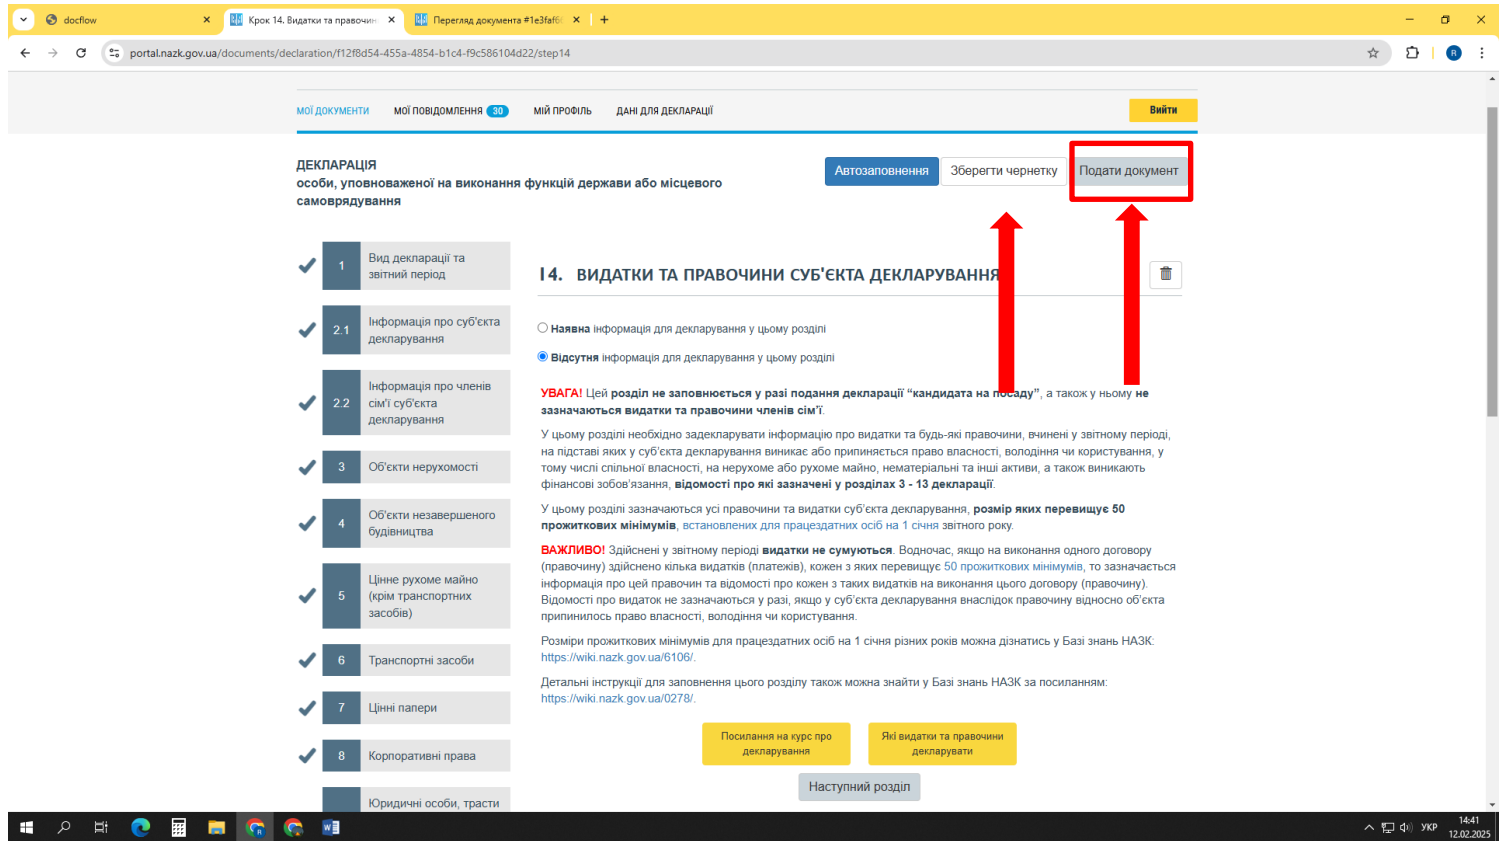 docflow
Крок 14. Видатки та правочин
Перегляд документа #1e3faf6
portal.nazk.gov.ua/documents/declaration/f12f8d54-455a-4854-b1c4-f9c586104d22/step14
R
МОЇ ДОКУМЕНТИ МОЇ ПОВІДОМЛЕННЯ 30 МІЙ ПРОФІЛЬ ДАНІ ДЛЯ ДЕКЛАРАЦІЇ Вийти
ДЕКЛАРАЦІЯ
особи, уповноваженої на виконання функцій держави або місцевого
самоврядування
Автозаповнення Зберегти чернетку Подати документ
1 Вид декларації та
звітний період
2.1 Інформація про суб'єкта
декларування
2.2 Інформація про членів
сім'ї суб'єкта
декларування
3 Об'єкти нерухомості
4 Об'єкти незавершеного
будівництва
5 Цінне рухоме майно
(крім транспортних
засобів)
6 Транспортні засоби
7 Цінні папери
8 Корпоративні права
Юридичні особи, трасти
14. ВИДАТКИ ТА ПРАВОЧИНИ СУБ'ЄКТА ДЕКЛАРУВАННЯ
Наявна інформація для декларування у цьому розділі
Відсутня інформація для декларування у цьому розділі
УВАГА! Цей розділ не заповнюється у разі подання декларації “кандидата на посаду”, а також у ньому не
зазначаються видатки та правочини членів сім’ї.
У цьому розділі необхідно задекларувати інформацію про видатки та будь-які правочини, вчинені у звітному періоді,
на підставі яких у суб’єкта декларування виникає або припиняється право власності, володіння чи користування, у
тому числі спільної власності, на нерухоме або рухоме майно, нематеріальні та інші активи, а також виникають
фінансові зобов’язання, відомості про які зазначені у розділах 3 - 13 декларації.
У цьому розділі зазначаються усі правочини та видатки суб’єкта декларування, розмір яких перевищує 50
прожиткових мінімумів, встановлених для працездатних осіб на 1 січня звітного року.
ВАЖЛИВО! Здійснені у звітному періоді видатки не сумуються. Водночас, якщо на виконання одного договору
(правочину) здійснено кілька видатків (платежів), кожен з яких перевищує 50 прожиткових мінімумів, то зазначається
інформація про цей правочин та відомості про кожен з таких видатків на виконання цього договору (правочину).
Відомості про видаток не зазначаються у разі, якщо у суб’єкта декларування внаслідок правочину відносно об’єкта
припинилось право власності, володіння чи користування.
Розміри прожиткових мінімумів для працездатних осіб на 1 січня різних років можна дізнатись у Базі знань НАЗК:
https://wiki.nazk.gov.ua/6106/.
Детальні інструкції для заповнення цього розділу також можна знайти у Базі знань НАЗК за посиланням:
https://wiki.nazk.gov.ua/0278/.
Посилання на курс про
декларування
Які видатки та правочини
декларувати
Наступний розділ
УКР
14:41
12.02.2025